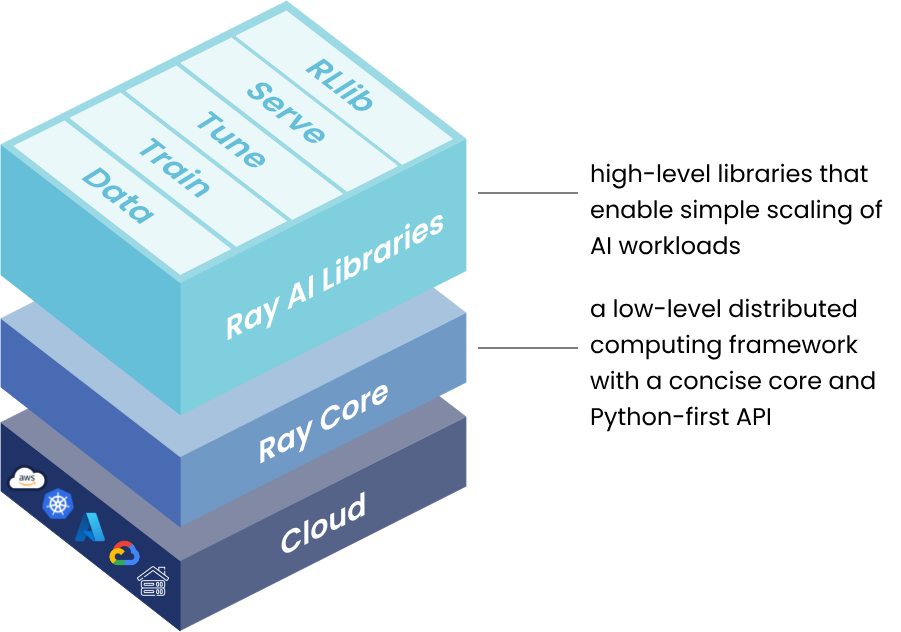 RLlib
Serve
Tune
Train
Data
Ray AI Libraries
high-level libraries that
enable simple scaling of
AI workloads
Ray Core
a low-level distributed
computing framework
with a concise core and
Python-first API
Cloud
aws